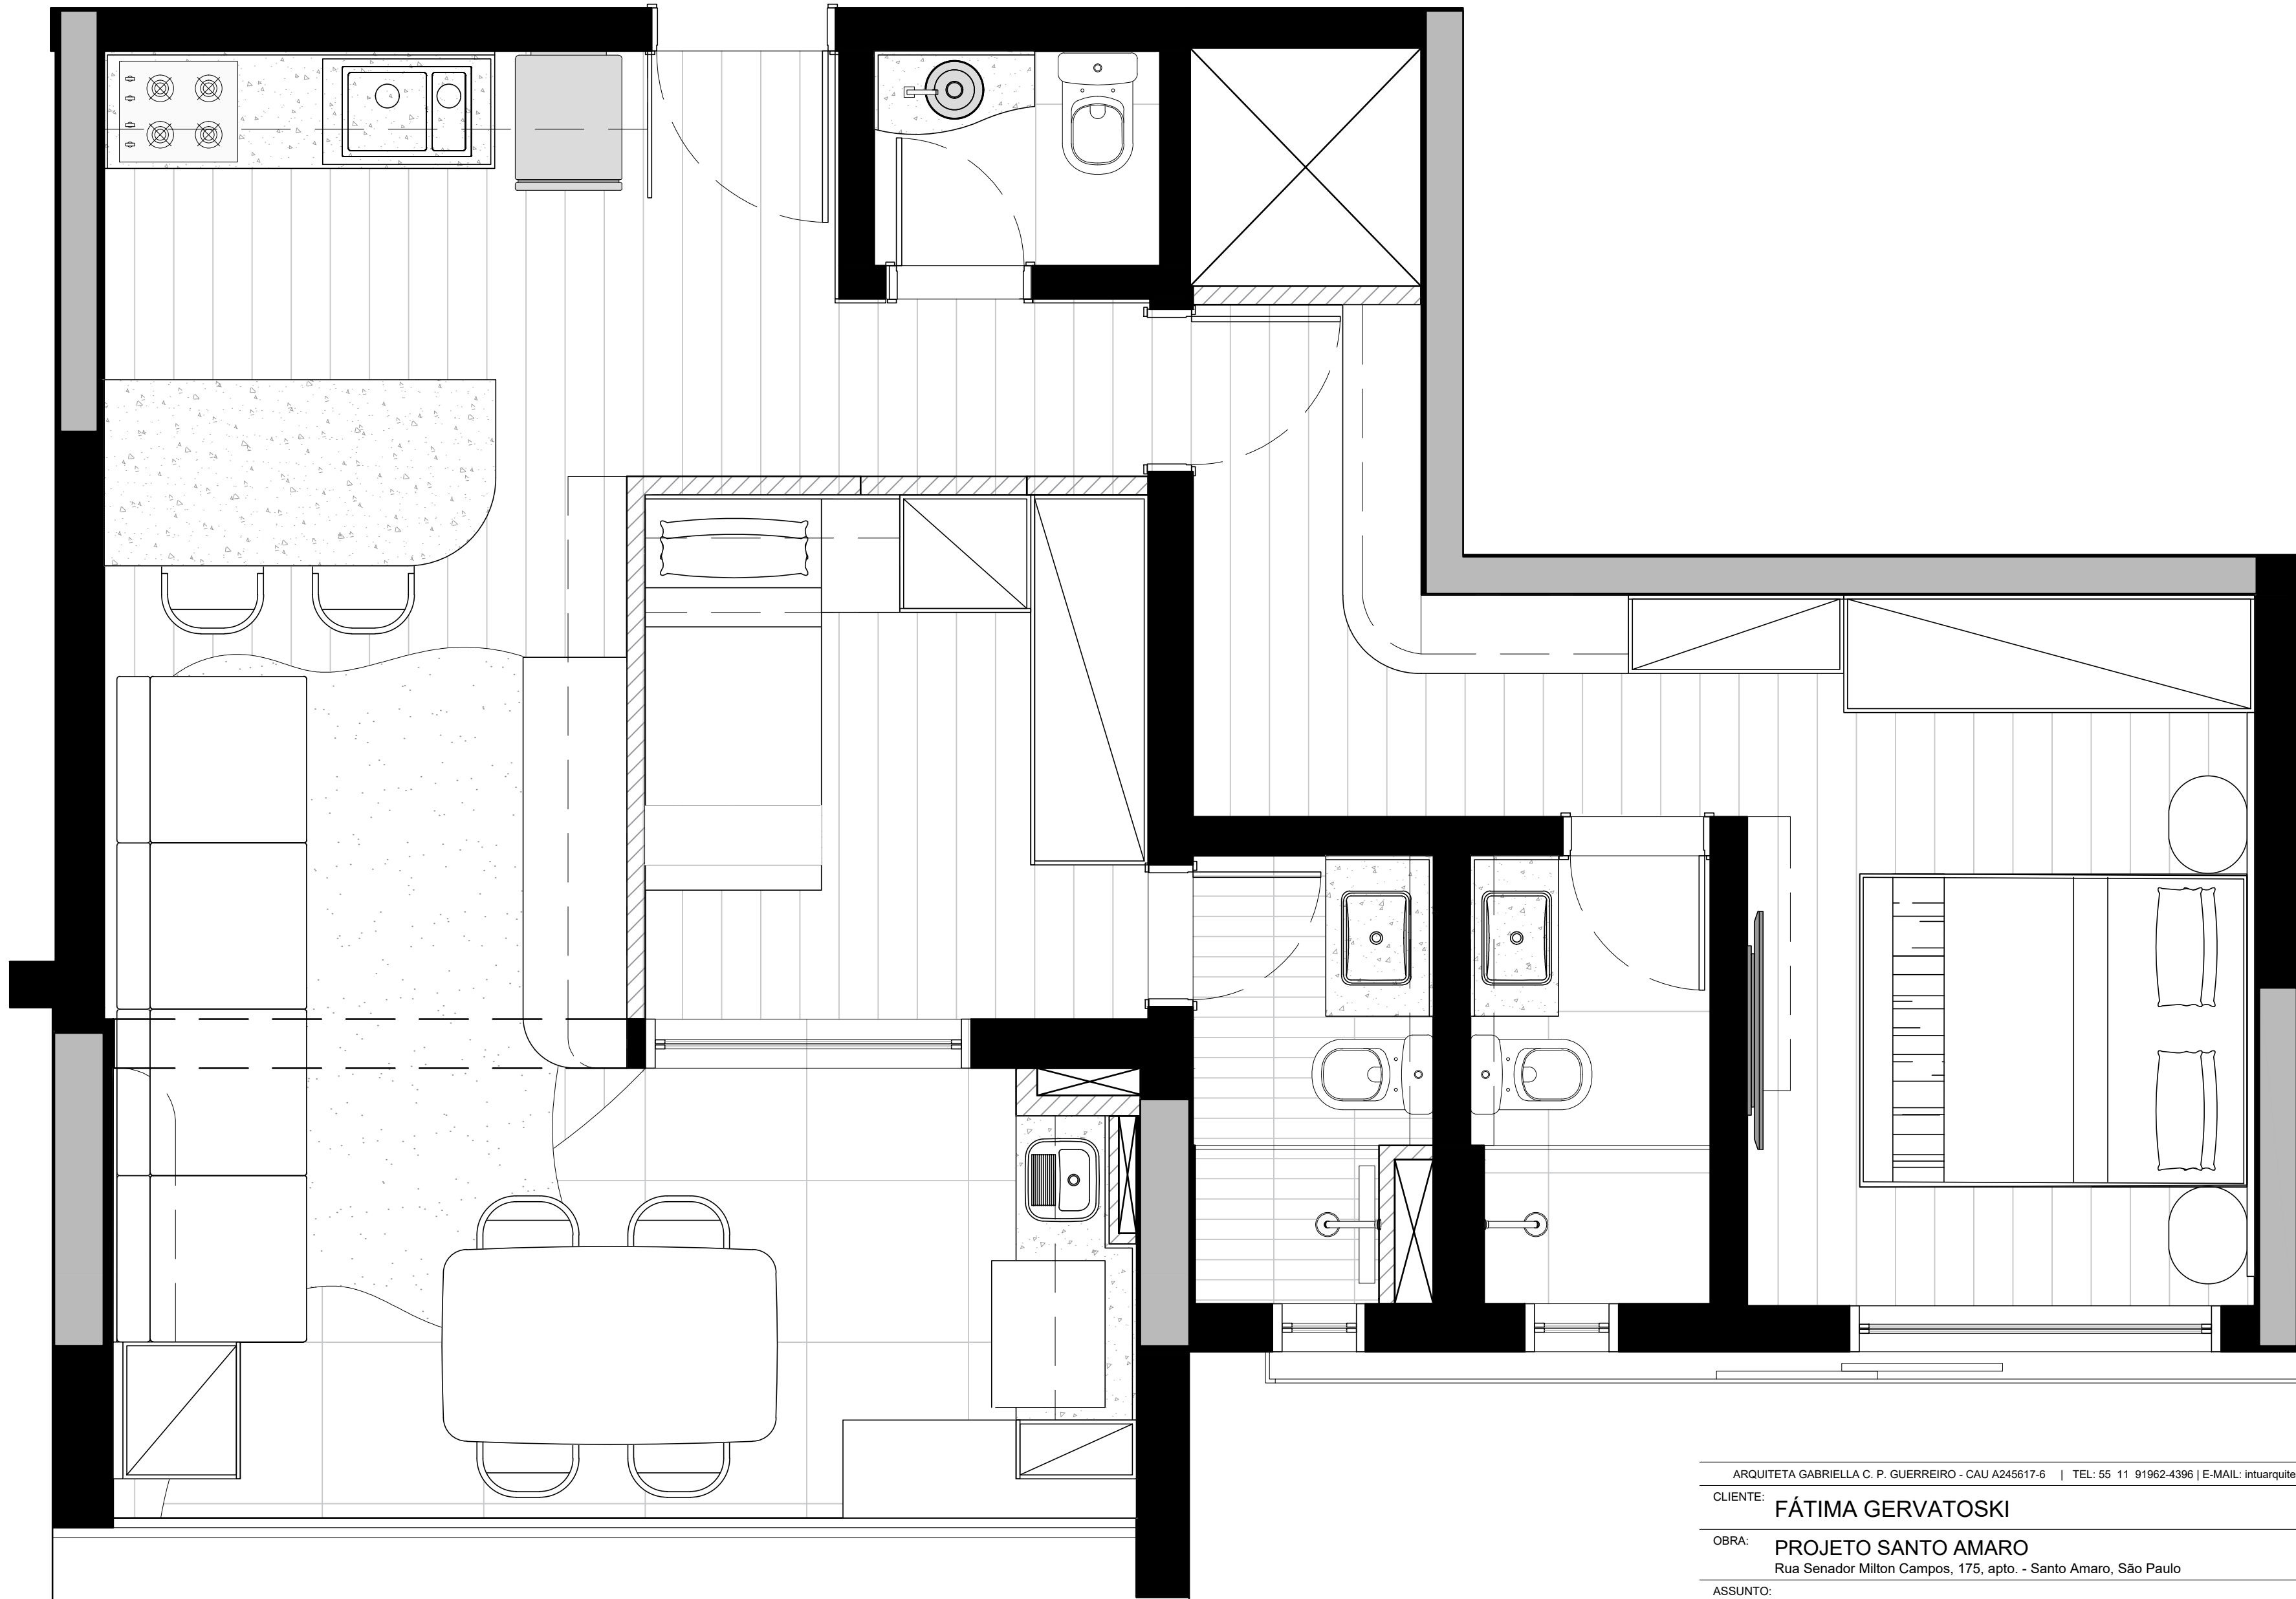 ARQUITETA GABRIELLA C. P. GUERREIRO - CAU A245617-6 | TEL: 55 11 91962-4396 | E-MAIL: intuarquite
CLIENTE: FÁTIMA GERVATOSKI
OBRA: PROJETO SANTO AMARO
Rua Senador Milton Campos, 175, apto. - Santo Amaro, São Paulo
ASSUNTO: